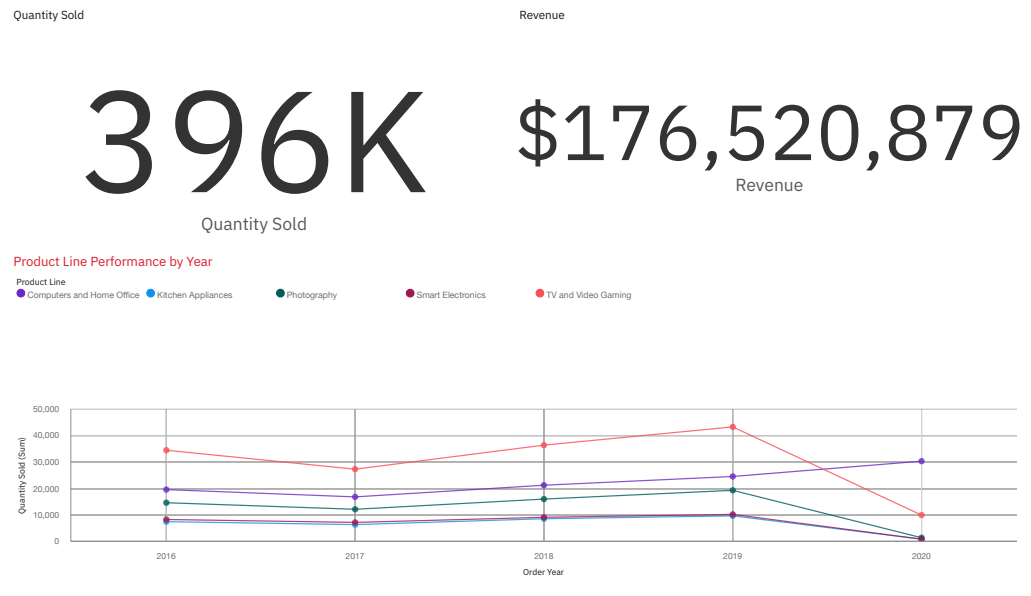 Quantity Sold
Revenue
396K
Quantity Sold
$176,520,879
Revenue
Product Line Performance by Year
Product Line
Computers and Home Office
Kitchen Appliances
Photography
Smart Electronics
TV and Video Gaming
Quantity Sold (Sum)
50,000
40,000
30,000
20,000
10,000
0
2016
2017
2018
2019
2020
Order Year